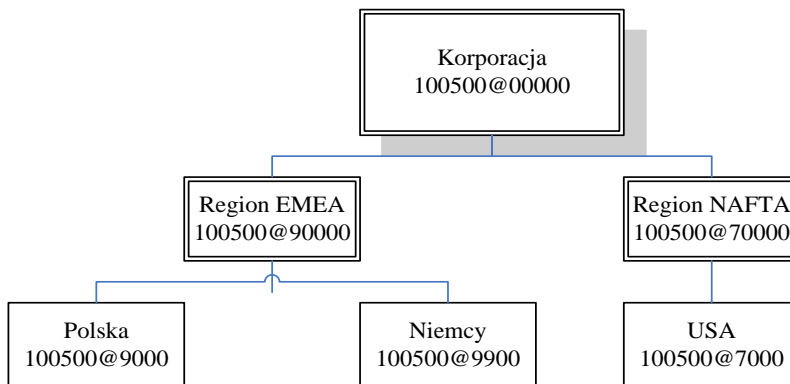 Korporacja
100500@00000
Region EMEA
100500@90000
Region NAFTA
100500@70000
Polska
100500@9000
Niemcy
100500@9900
USA
100500@7000